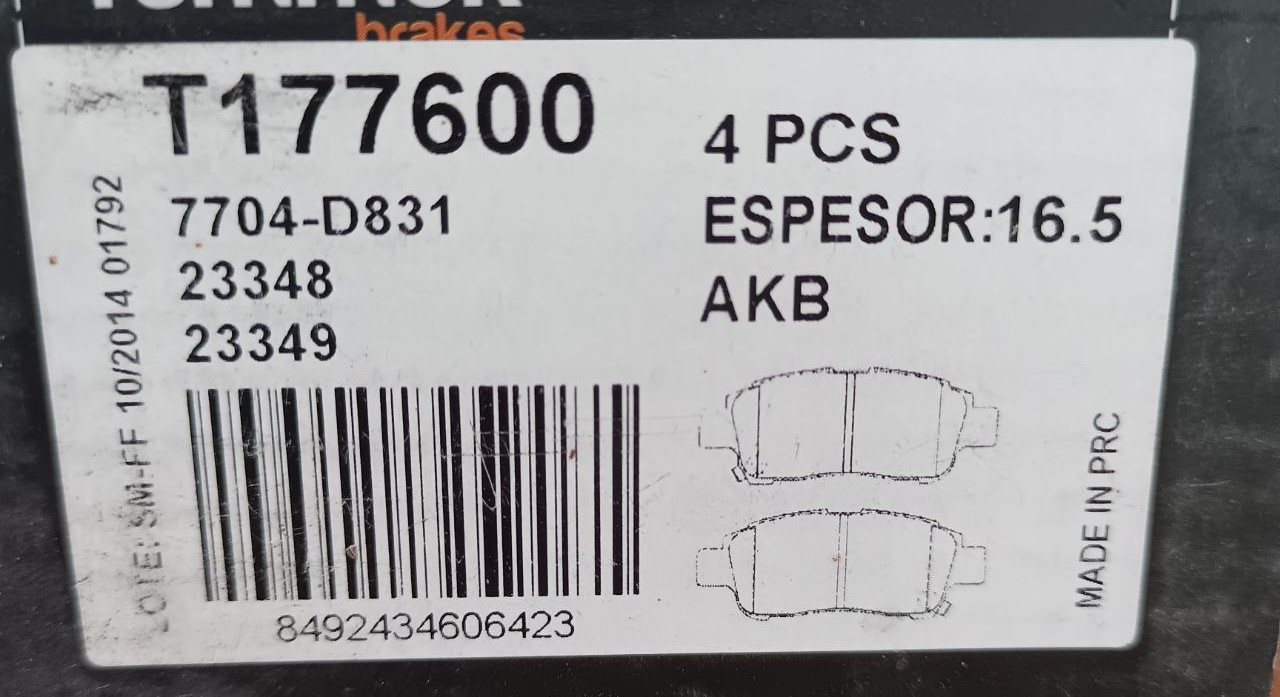 brakes
T177600
7704-D831
23348
23349
4 PCS
ESPESOR:16.5
AKB
LOTE: SM-FF 10/2014 01792
8492434606423
MADE IN PRC